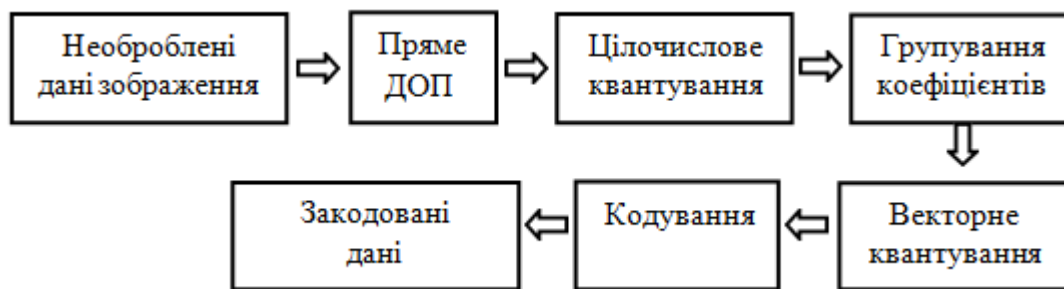 Необроблені
дані зображення
Пряме
ДОП
Цілочислове
квантування
Групування
коефіцієнтів
Векторне
квантування
Кодування
Закодовані
дані